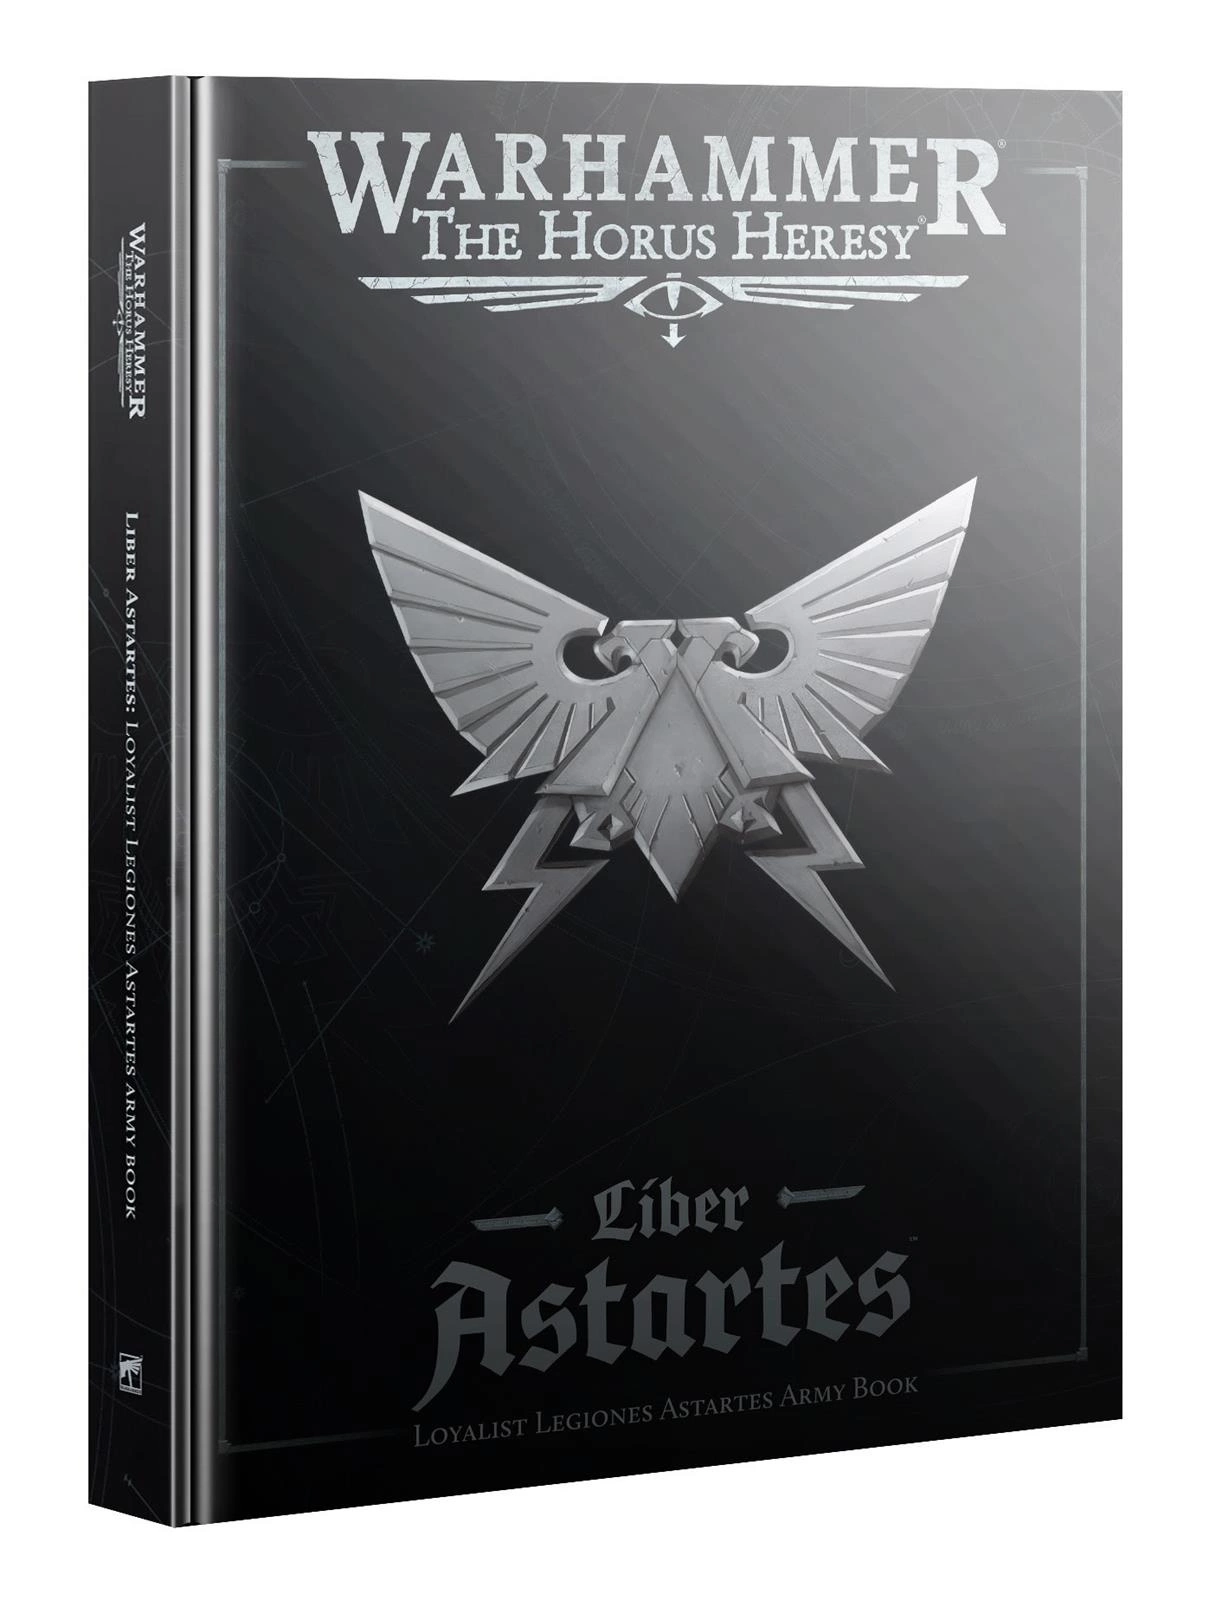 WARHAMMER®
THE HORUS HERESY®
Liber
Astartes™
LOYALIST LEGIONES ASTARTES ARMY BOOK
WARHAMMER
THE HORUS HERESY
LIBER ASTARTES: LOYALIST LEGIONES ASTARTES ARMY BOOK